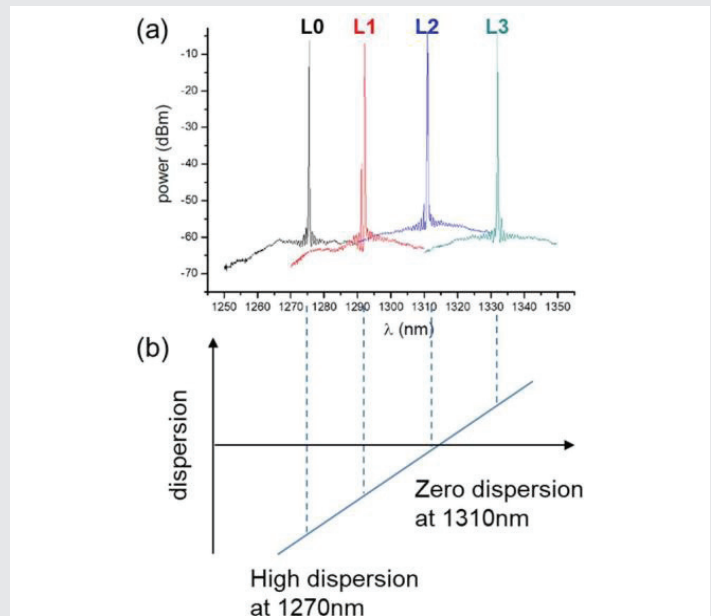 (a)
L0 L1 L2 L3
power (dBm)
-10
-20
-30
-40
-50
-60
-70
1250 1260 1270 1280 1290 1300 1310 1320 1330 1340 1350
λ (nm)
(b)
dispersion
Zero dispersion
at 1310nm
High dispersion
at 1270nm